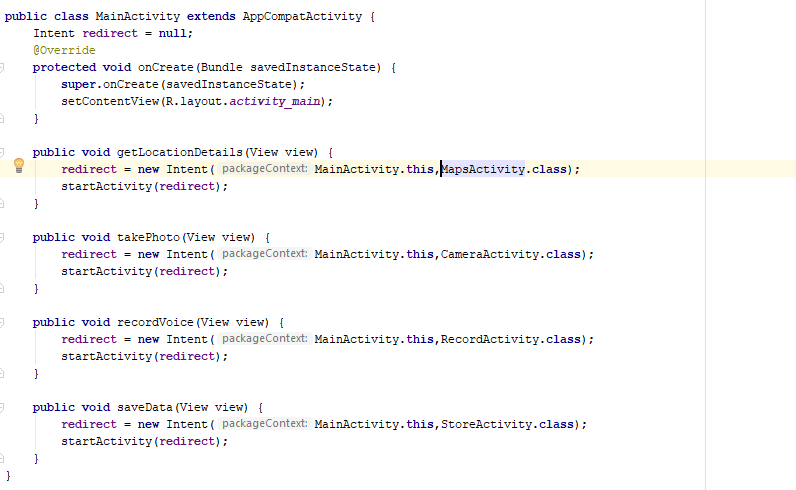 public class MainActivity extends AppCompatActivity {
    Intent redirect = null;
    @Override
    protected void onCreate(Bundle savedInstanceState) {
        super.onCreate(savedInstanceState);
        setContentView(R.layout.activity_main);
    }
    public void getLocationDetails(View view) {
        redirect = new Intent( packageContext: MainActivity.this,MapsActivity.class);
        startActivity(redirect);
    }
    public void takePhoto(View view) {
        redirect = new Intent( packageContext: MainActivity.this,CameraActivity.class);
        startActivity(redirect);
    }
    public void recordVoice(View view) {
        redirect = new Intent( packageContext: MainActivity.this,RecordActivity.class);
        startActivity(redirect);
    }
    public void saveData(View view) {
        redirect = new Intent( packageContext: MainActivity.this,StoreActivity.class);
        startActivity(redirect);
    }
}